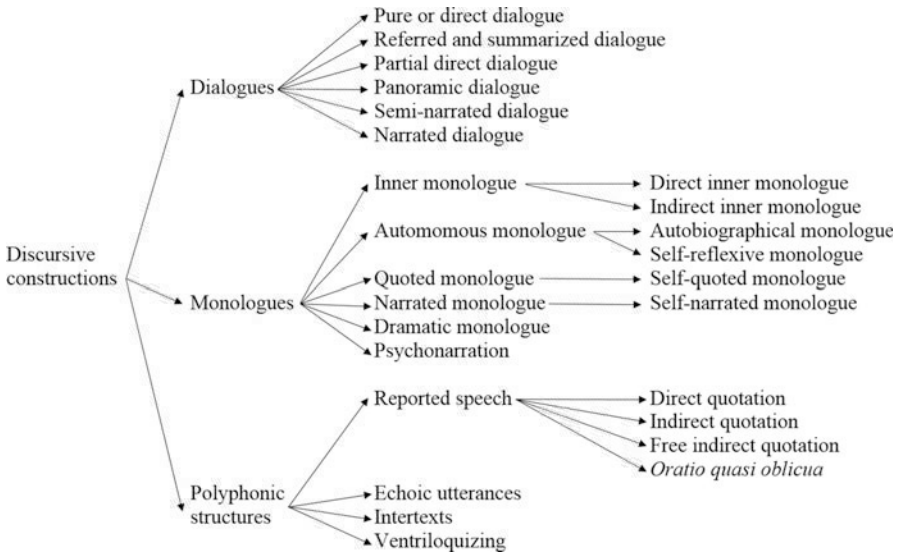 Pure or direct dialogue
Referred and summarized dialogue
Partial direct dialogue
Dialogues
Panoramic dialogue
Semi-narrated dialogue
Narrated dialogue
Inner monologue
Direct inner monologue
Indirect inner monologue
Automomous monologue
Autobiographical monologue
Self-reflexive monologue
Discursive
constructions
Monologues
Quoted monologue
Self-quoted monologue
Narrated monologue
Self-narrated monologue
Dramatic monologue
Psychonarration
Reported speech
Direct quotation
Indirect quotation
Free indirect quotation
Oratio quasi oblicua
Polyphonic
structures
Echoic utterances
Intertexts
Ventriloquizing